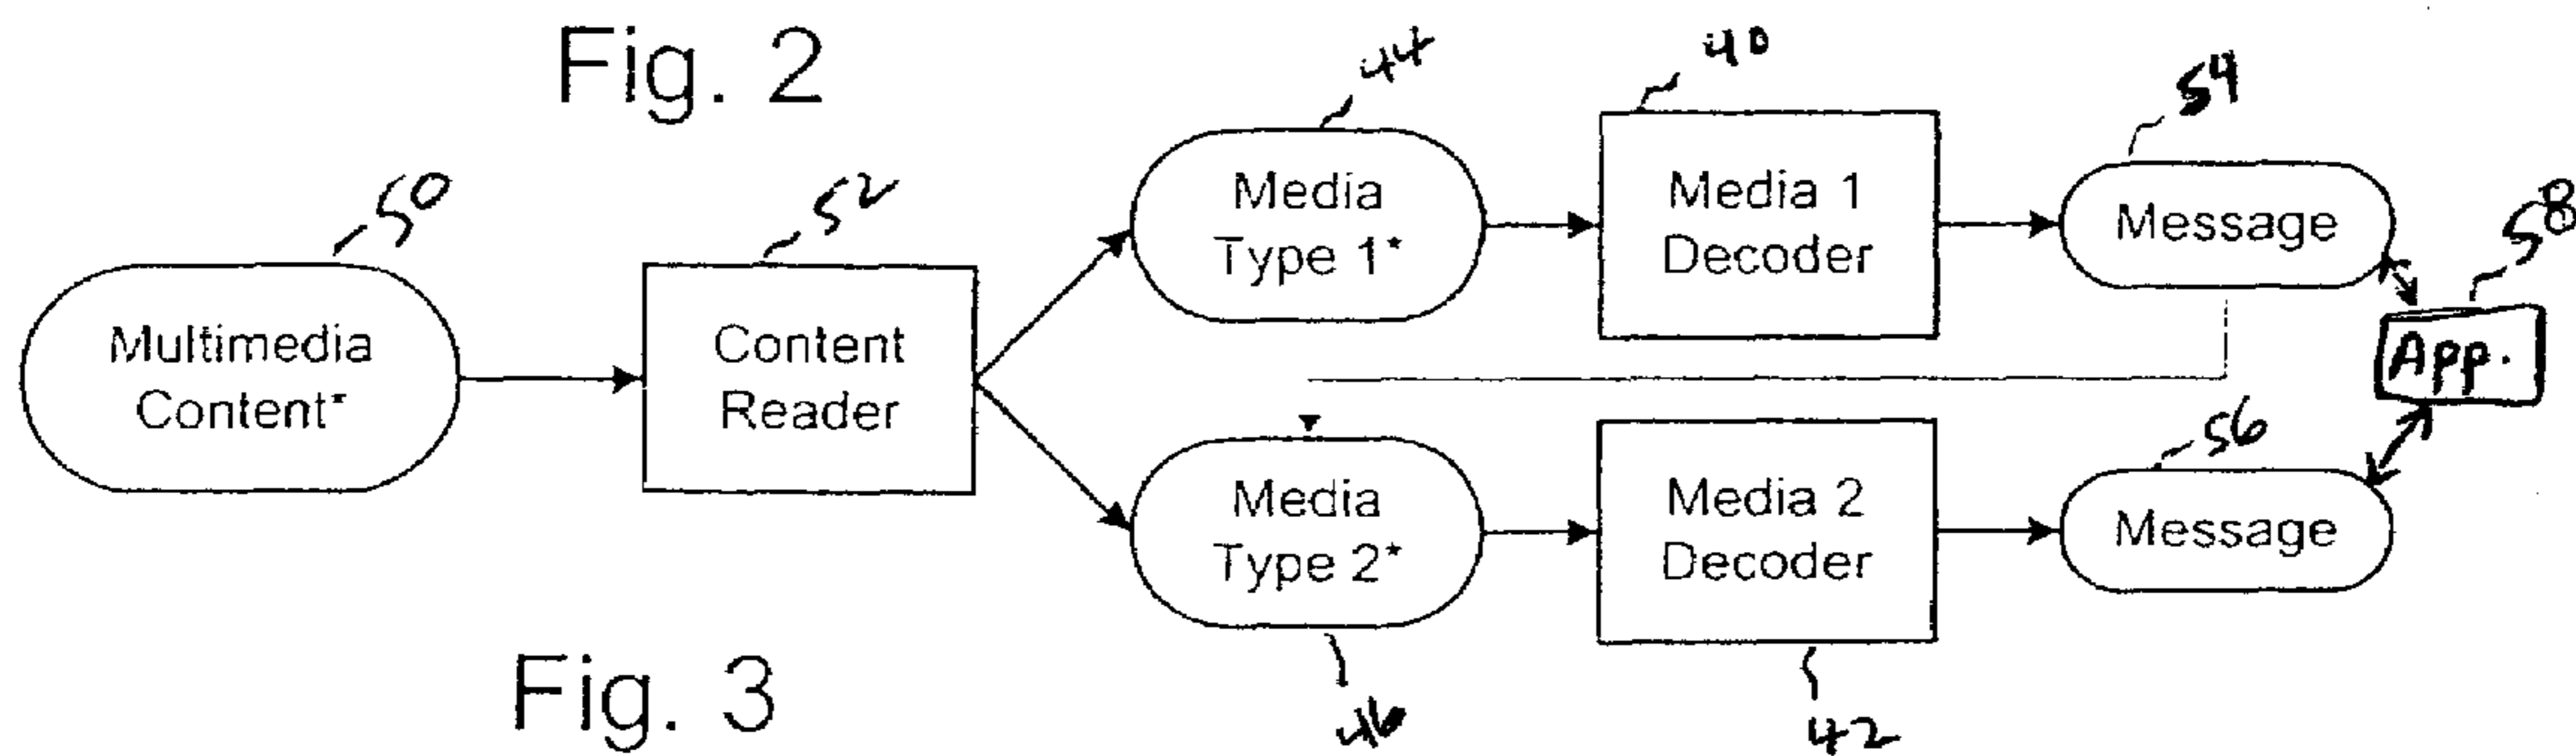 Fig. 2
44
40
54
50
52
58
Media
Type 1*
Media 1
Decoder
Message
Multimedia
Content*
Content
Reader
App.
56
Media
Type 2*
Media 2
Decoder
Message
46
42
Fig. 3